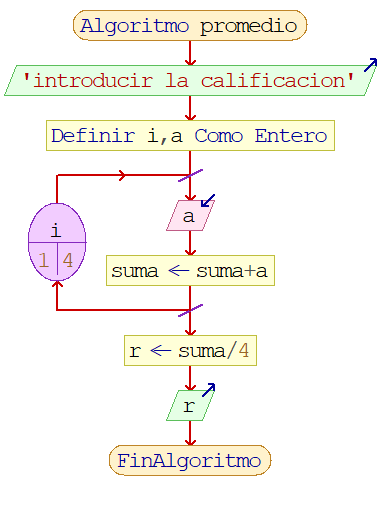 Algoritmo promedio
'introducir la calificacion'
Definir i,a Como Entero
a
i
1 4
suma ← suma+a
r ← suma/4
r
FinAlgoritmo